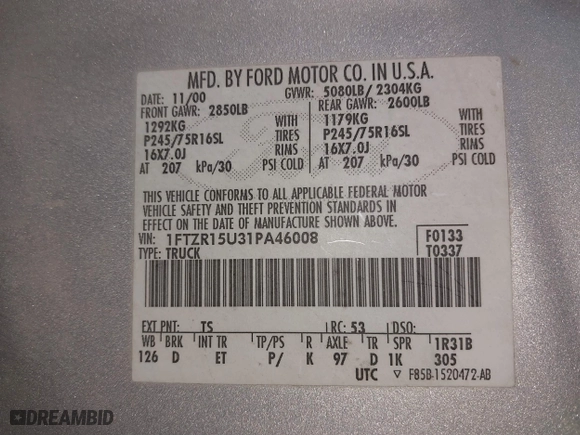 MFD. BY FORD MOTOR CO. IN U.S.A.
DATE: 11/00 GVWR: 5080LB/ 2304KG
FRONT GAWR: 2850LB REAR GAWR: 2600LB
1292KG WITH 1179KG WITH
P245/75R16SL TIRES P245/75R16SL TIRES
16X7.0J RIMS 16X7.0J RIMS
AT 207 kPa/30 PSI COLD AT 207 kPa/30 PSI COLD
THIS VEHICLE CONFORMS TO ALL APPLICABLE FEDERAL MOTOR
VEHICLE SAFETY AND THEFT PREVENTION STANDARDS IN
EFFECT ON THE DATE OF MANUFACTURE SHOWN ABOVE.
VIN: 1FTZR15U31PA46008 F0133
TYPE: TRUCK T0337
EXT PNT: TS RC: 53 DSO:
WB BRK INT TR TP/PS R AXLE TR SPR 1R31B
126 D ET P/ K 97 D 1K 305
UTC ▽ F85B-1520472-AB
DREAMBID